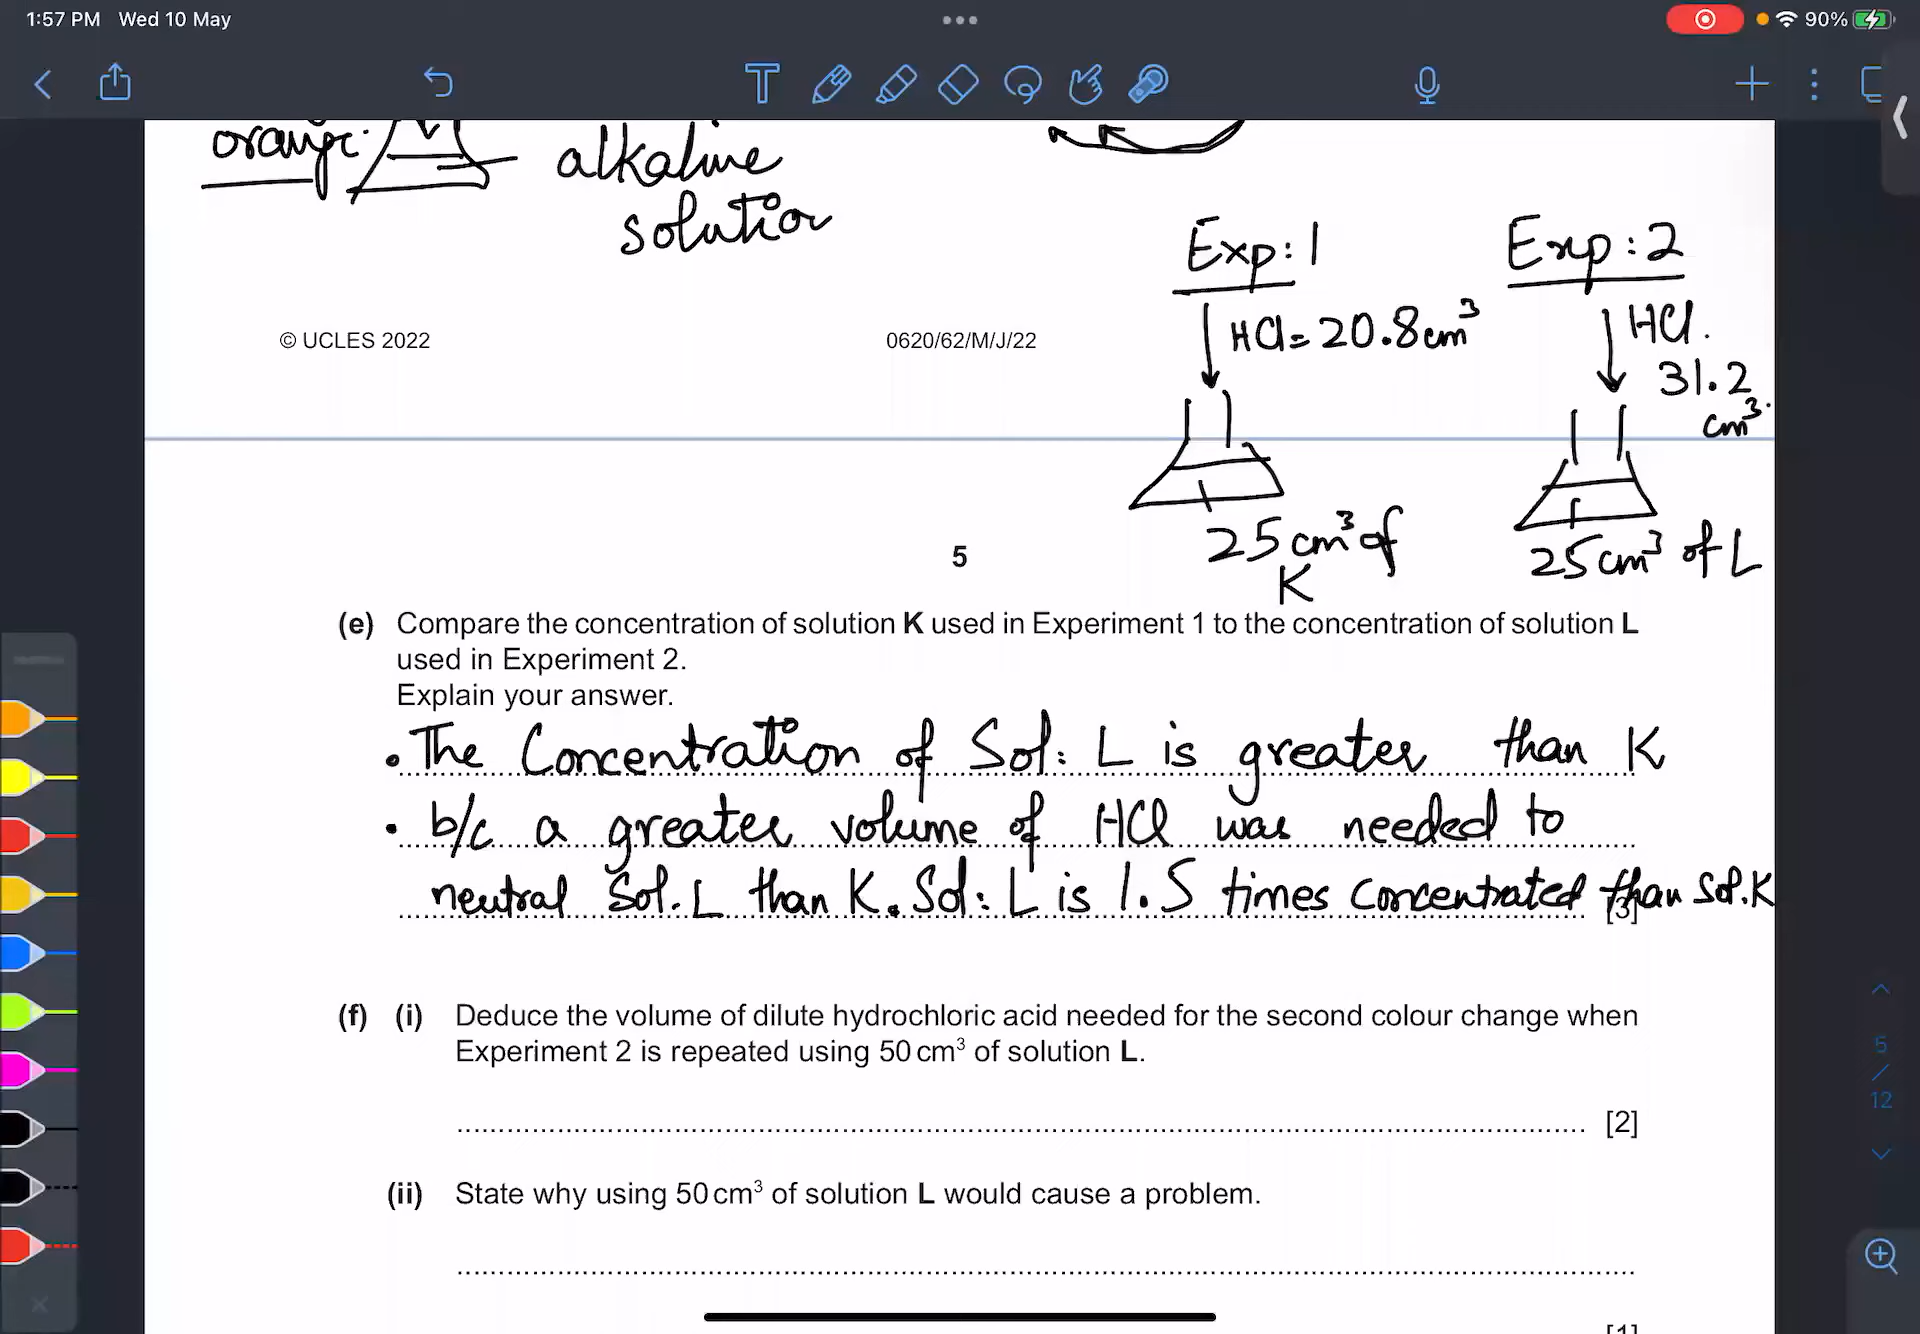 1:57 PM Wed 10 May
90%
orange
alkaline
solution
Exp:1
Exp:2
HCl = 20.8cm³
HCl.
31.2
cm³.
© UCLES 2022
0620/62/M/J/22
25cm³ of
K
25cm³ of L
5
(e) Compare the concentration of solution K used in Experiment 1 to the concentration of solution L
used in Experiment 2.
Explain your answer.
• The Concentration of Sol: L is greater than K
• b/c a greater volume of HCl was needed to
neutral Sol. L than K. Sol: L is 1.5 times Concentrated than Sol. K
[3]
(f) (i) Deduce the volume of dilute hydrochloric acid needed for the second colour change when
Experiment 2 is repeated using 50 cm³ of solution L.
[2]
(ii) State why using 50 cm³ of solution L would cause a problem.
[1]
5
/
12